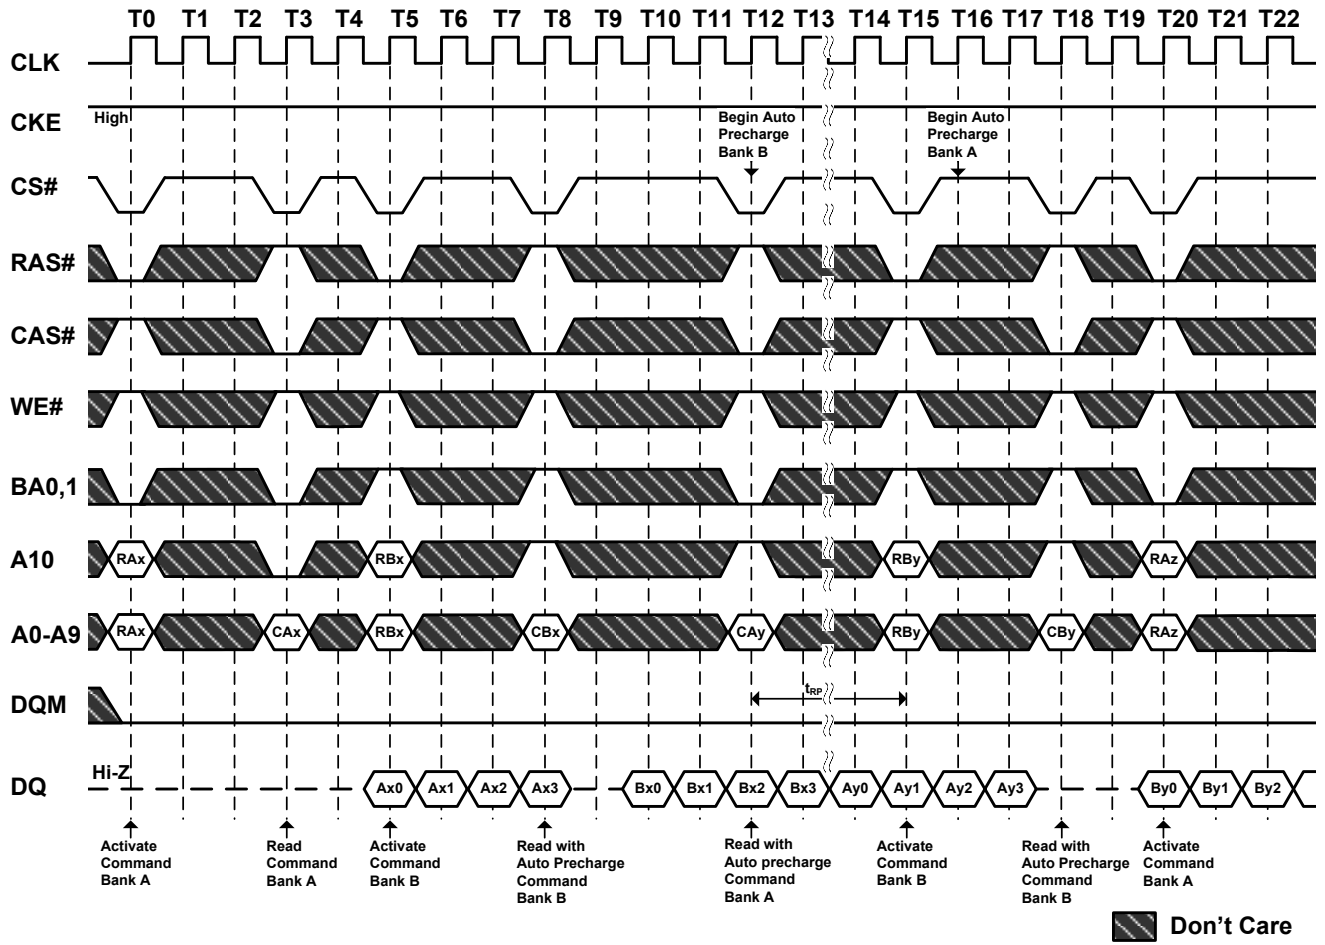 T0 T1 T2 T3 T4 T5 T6 T7 T8 T9 T10 T11 T12 T13 T14 T15 T16 T17 T18 T19 T20 T21 T22
CLK
CKE
High
Begin Auto
Precharge
Bank B
Begin Auto
Precharge
Bank A
CS#
RAS#
CAS#
WE#
BA0,1
A10
RAx RBx RBy RAz
A0-A9
RAx CAx RBx CBx CAy RBy CBy RAz
DQM
tRP
DQ
Hi-Z
Ax0 Ax1 Ax2 Ax3 Bx0 Bx1 Bx2 Bx3 Ay0 Ay1 Ay2 Ay3 By0 By1 By2
Activate
Command
Bank A
Read
Command
Bank A
Activate
Command
Bank B
Read with
Auto Precharge
Command
Bank B
Read with
Auto precharge
Command
Bank A
Activate
Command
Bank B
Read with
Auto Precharge
Command
Bank B
Activate
Command
Bank A
Don't Care